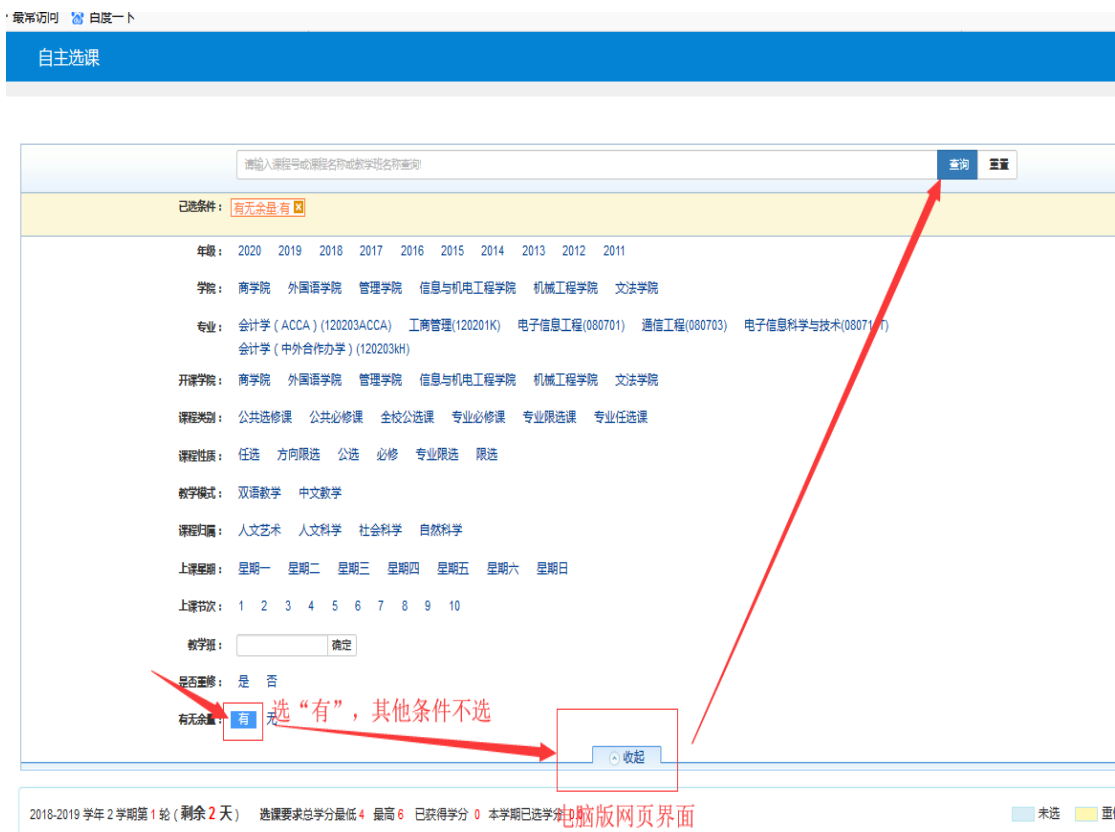 最常访问 百度一下
自主选课
请输入课程号或课程名称或教学班名称查询! 查询 重置
已选条件： 有无余量:有
年级： 2020 2019 2018 2017 2016 2015 2014 2013 2012 2011
学院： 商学院 外国语学院 管理学院 信息与机电工程学院 机械工程学院 文法学院
专业： 会计学（ACCA）(120203ACCA) 工商管理(120201K) 电子信息工程(080701) 通信工程(080703) 电子信息科学与技术(080714T)
会计学（中外合作办学）(120203kH)
开课学院： 商学院 外国语学院 管理学院 信息与机电工程学院 机械工程学院 文法学院
课程类别： 公共选修课 公共必修课 全校公选课 专业必修课 专业限选课 专业任选课
课程性质： 任选 方向限选 公选 必修 专业限选 限选
教学模式： 双语教学 中文教学
课程归属： 人文艺术 人文科学 社会科学 自然科学
上课星期： 星期一 星期二 星期三 星期四 星期五 星期六 星期日
上课节次： 1 2 3 4 5 6 7 8 9 10
教学班： 确定
是否重修： 是 否
有无余量： 有 无 选“有”，其他条件不选
收起
2018-2019 学年 2 学期第 1 轮（剩余 2 天） 选课要求总学分最低 4 最高 6 已获得学分 0 本学期已选学分 0.0 未选 重修
电脑版网页界面